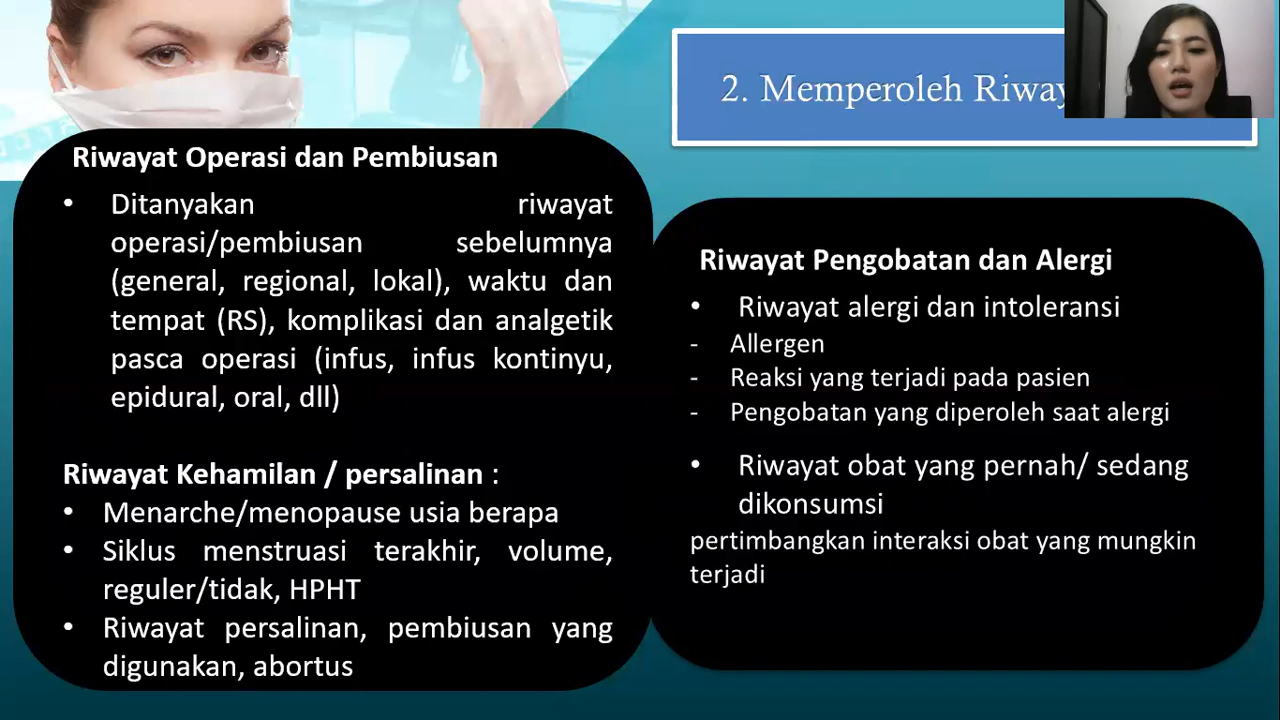 2. Memperoleh
Riwayat Operasi dan Pembiusan
• Ditanyakan riwayat
operasi/pembiusan sebelumnya
(general, regional, lokal), waktu dan
tempat (RS), komplikasi dan analgetik
pasca operasi (infus, infus kontinyu,
epidural, oral, dll)
Riwayat Kehamilan / persalinan :
• Menarche/menopause usia berapa
• Siklus menstruasi terakhir, volume,
reguler/tidak, HPHT
• Riwayat persalinan, pembiusan yang
digunakan, abortus
Riwayat Pengobatan dan Alergi
• Riwayat alergi dan intoleransi
- Allergen
- Reaksi yang terjadi pada pasien
- Pengobatan yang diperoleh saat alergi
• Riwayat obat yang pernah/ sedang
dikonsumsi
pertimbangkan interaksi obat yang mungkin
terjadi